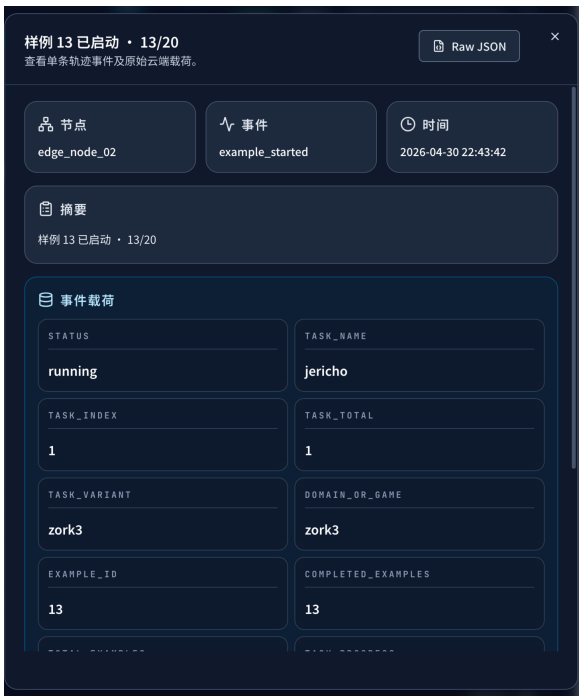 样例 13 已启动 · 13/20
查看单条轨迹事件及原始云端载荷。
Raw JSON
节点
edge_node_02
事件
example_started
时间
2026-04-30 22:43:42
摘要
样例 13 已启动 · 13/20
事件载荷
STATUS
running
TASK_NAME
jericho
TASK_INDEX
1
TASK_TOTAL
1
TASK_VARIANT
zork3
DOMAIN_OR_GAME
zork3
EXAMPLE_ID
13
COMPLETED_EXAMPLES
13